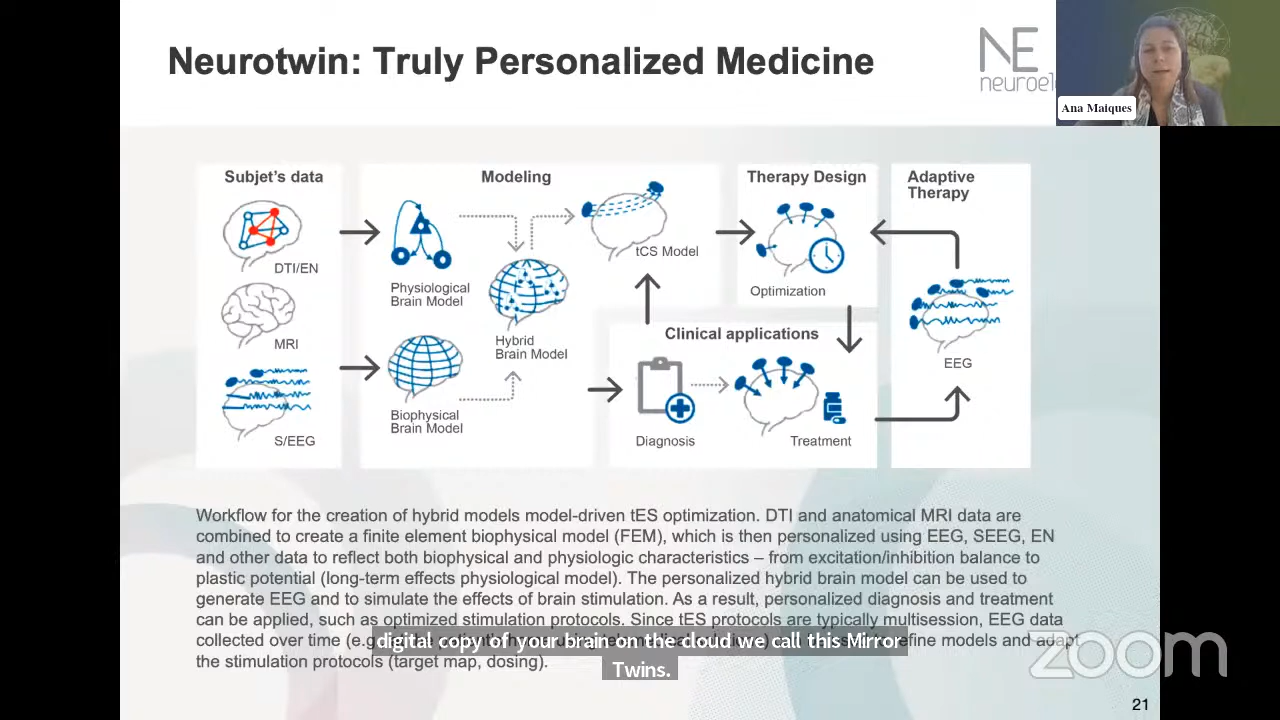 Neurotwin: Truly Personalized Medicine
NE
neuroel
Ana Maiques
Subjet's data
DTI/EN
MRI
S/EEG
Modeling
Physiological
Brain Model
Biophysical
Brain Model
Hybrid
Brain Model
tCS Model
Therapy Design
Optimization
Clinical applications
Diagnosis
Treatment
Adaptive
Therapy
EEG
Workflow for the creation of hybrid models model-driven tES optimization. DTI and anatomical MRI data are
combined to create a finite element biophysical model (FEM), which is then personalized using EEG, SEEG, EN
and other data to reflect both biophysical and physiologic characteristics – from excitation/inhibition balance to
plastic potential (long-term effects physiological model). The personalized hybrid brain model can be used to
generate EEG and to simulate the effects of brain stimulation. As a result, personalized diagnosis and treatment
can be applied, such as optimized stimulation protocols. Since tES protocols are typically multisession, EEG data
collected over time (e.g. refine models and adapt
the stimulation protocols (target map, dosing).
digital copy of your brain on the cloud we call this Mirror
Twins.
zoom
21